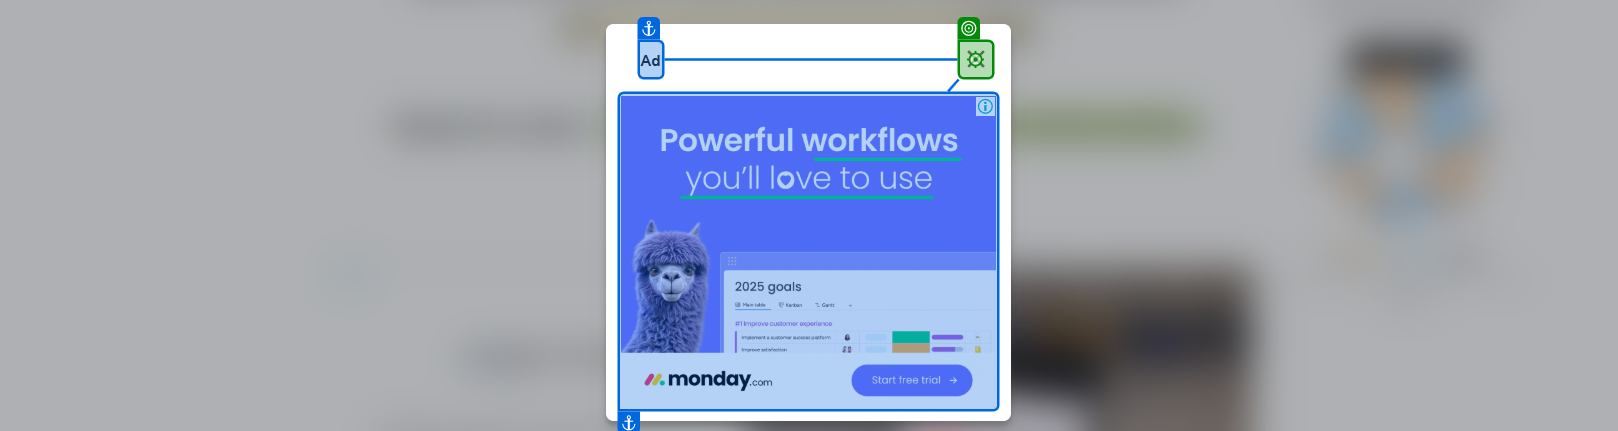 Ad
Powerful workflows
you'll love to use
2025 goals
Main table Kanban Gantt
#1 Improve customer experience
Implement a customer success platform
Improve satisfaction
monday.com
Start free trial →